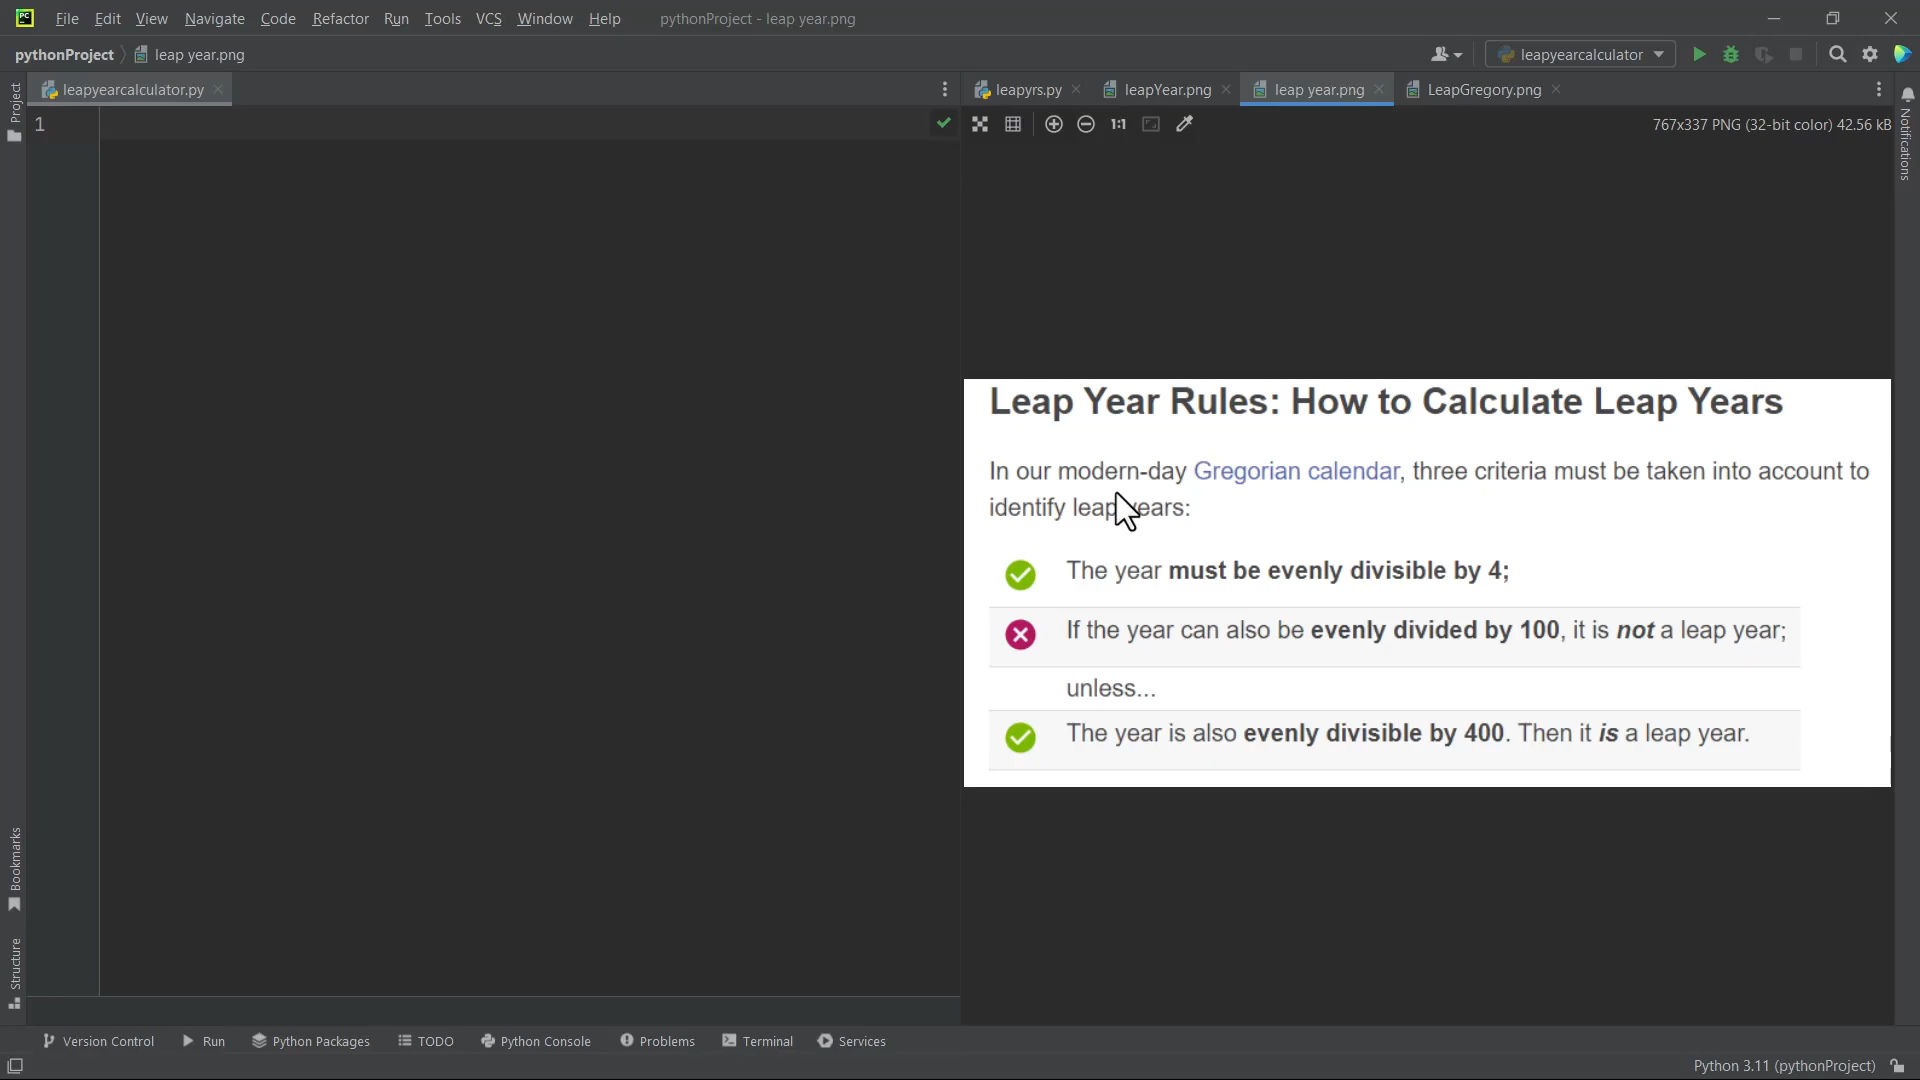 PC File Edit View Navigate Code Refactor Run Tools VCS Window Help pythonProject - leap year.png
pythonProject leap year.png leapyearcalculator
leapyearcalculator.py leapyrs.py leapYear.png leap year.png LeapGregory.png
1 1:1 767x337 PNG (32-bit color) 42.56 kB
Project
Notifications
Leap Year Rules: How to Calculate Leap Years
In our modern-day Gregorian calendar, three criteria must be taken into account to
identify leap years:
The year must be evenly divisible by 4;
If the year can also be evenly divided by 100, it is not a leap year;
unless...
The year is also evenly divisible by 400. Then it is a leap year.
Bookmarks
Structure
Version Control Run Python Packages TODO Python Console Problems Terminal Services
Python 3.11 (pythonProject)